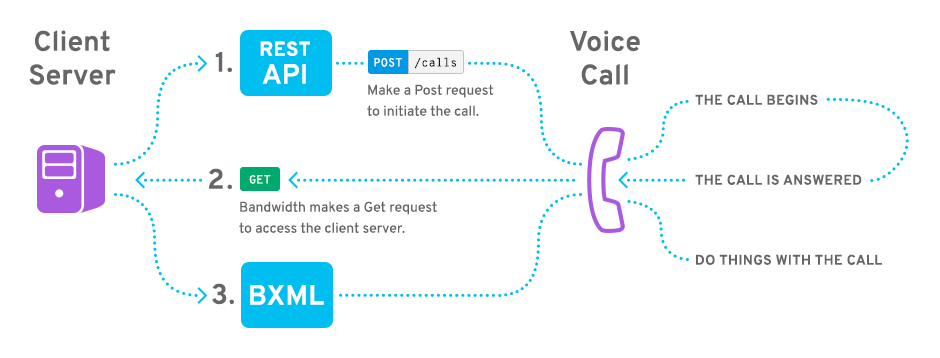 Client
Server
1.
REST
API
POST /calls
Make a Post request
to initiate the call.
Voice
Call
THE CALL BEGINS
2.
GET
Bandwidth makes a Get request
to access the client server.
THE CALL IS ANSWERED
3.
BXML
DO THINGS WITH THE CALL